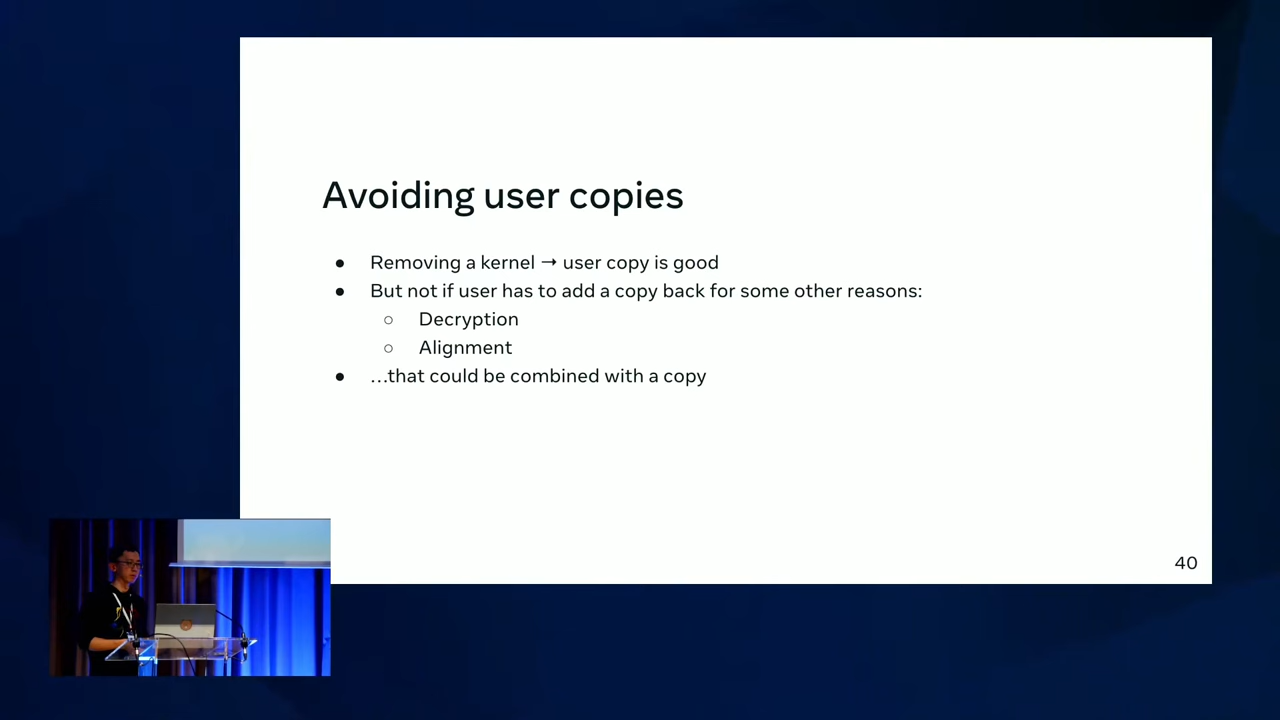 Avoiding user copies
● Removing a kernel → user copy is good
● But not if user has to add a copy back for some other reasons:
○ Decryption
○ Alignment
● …that could be combined with a copy
40